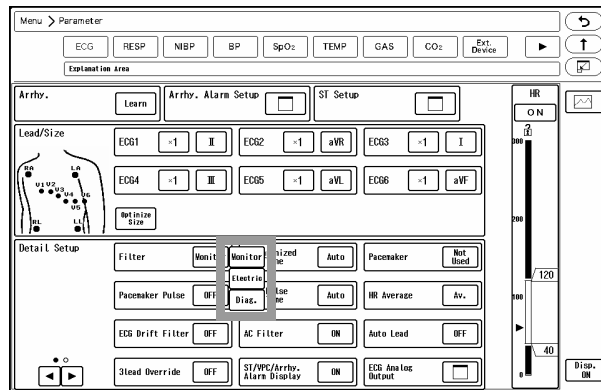 Menu > Parameter
ECG RESP NIBP BP SpO2 TEMP GAS CO2 Ext. Device
Explanation Area
Arrhy. Learn
Arrhy. Alarm Setup
ST Setup
HR
ON
Lead/Size
ECG1 ×1 Ⅱ
ECG2 ×1 aVR
ECG3 ×1 Ⅰ
ECG4 ×1 Ⅲ
ECG5 ×1 aVL
ECG6 ×1 aVF
Optimize
Size
RA LA
V1 V2 V3 V4 V5 V6
RL LL
300
200
120
100
40
0
Detail Setup
Filter
Monitor
Electric
Diag.
Auto
Pacemaker
Not
Used
Pacemaker Pulse OFF
Auto
HR Average Av.
ECG Drift Filter OFF
AC Filter ON
Auto Lead OFF
3lead Override OFF
ST/VPC/Arrhy.
Alarm Display
ON
ECG Analog
Output
Disp.
ON